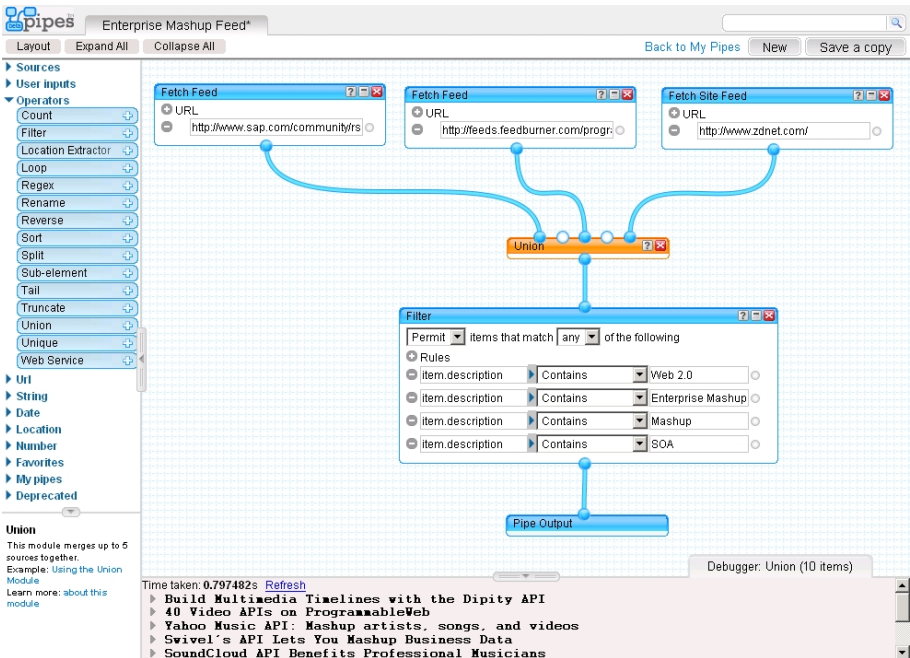 Beta pipes
Enterprise Mashup Feed*
Layout Expand All Collapse All
Back to My Pipes New Save a copy
Sources
User inputs
Operators
Count
Filter
Location Extractor
Loop
Regex
Rename
Reverse
Sort
Split
Sub-element
Tail
Truncate
Union
Unique
Web Service
Url
String
Date
Location
Number
Favorites
My pipes
Deprecated
Union
This module merges up to 5
sources together.
Example: Using the Union
Module
Learn more: about this
module
Fetch Feed
URL
http://www.sap.com/community/rs
Fetch Feed
URL
http://feeds.feedburner.com/progr
Fetch Site Feed
URL
http://www.zdnet.com/
Union
Filter
Permit items that match any of the following
Rules
item.description Contains Web 2.0
item.description Contains Enterprise Mashup
item.description Contains Mashup
item.description Contains SOA
Pipe Output
Debugger: Union (10 items)
Time taken: 0.797482s Refresh
Build Multimedia Timelines with the Dipity API
40 Video APIs on ProgrammableWeb
Yahoo Music API: Mashup artists, songs, and videos
Swivel's API Lets You Mashup Business Data
SoundCloud API Benefits Professional Musicians